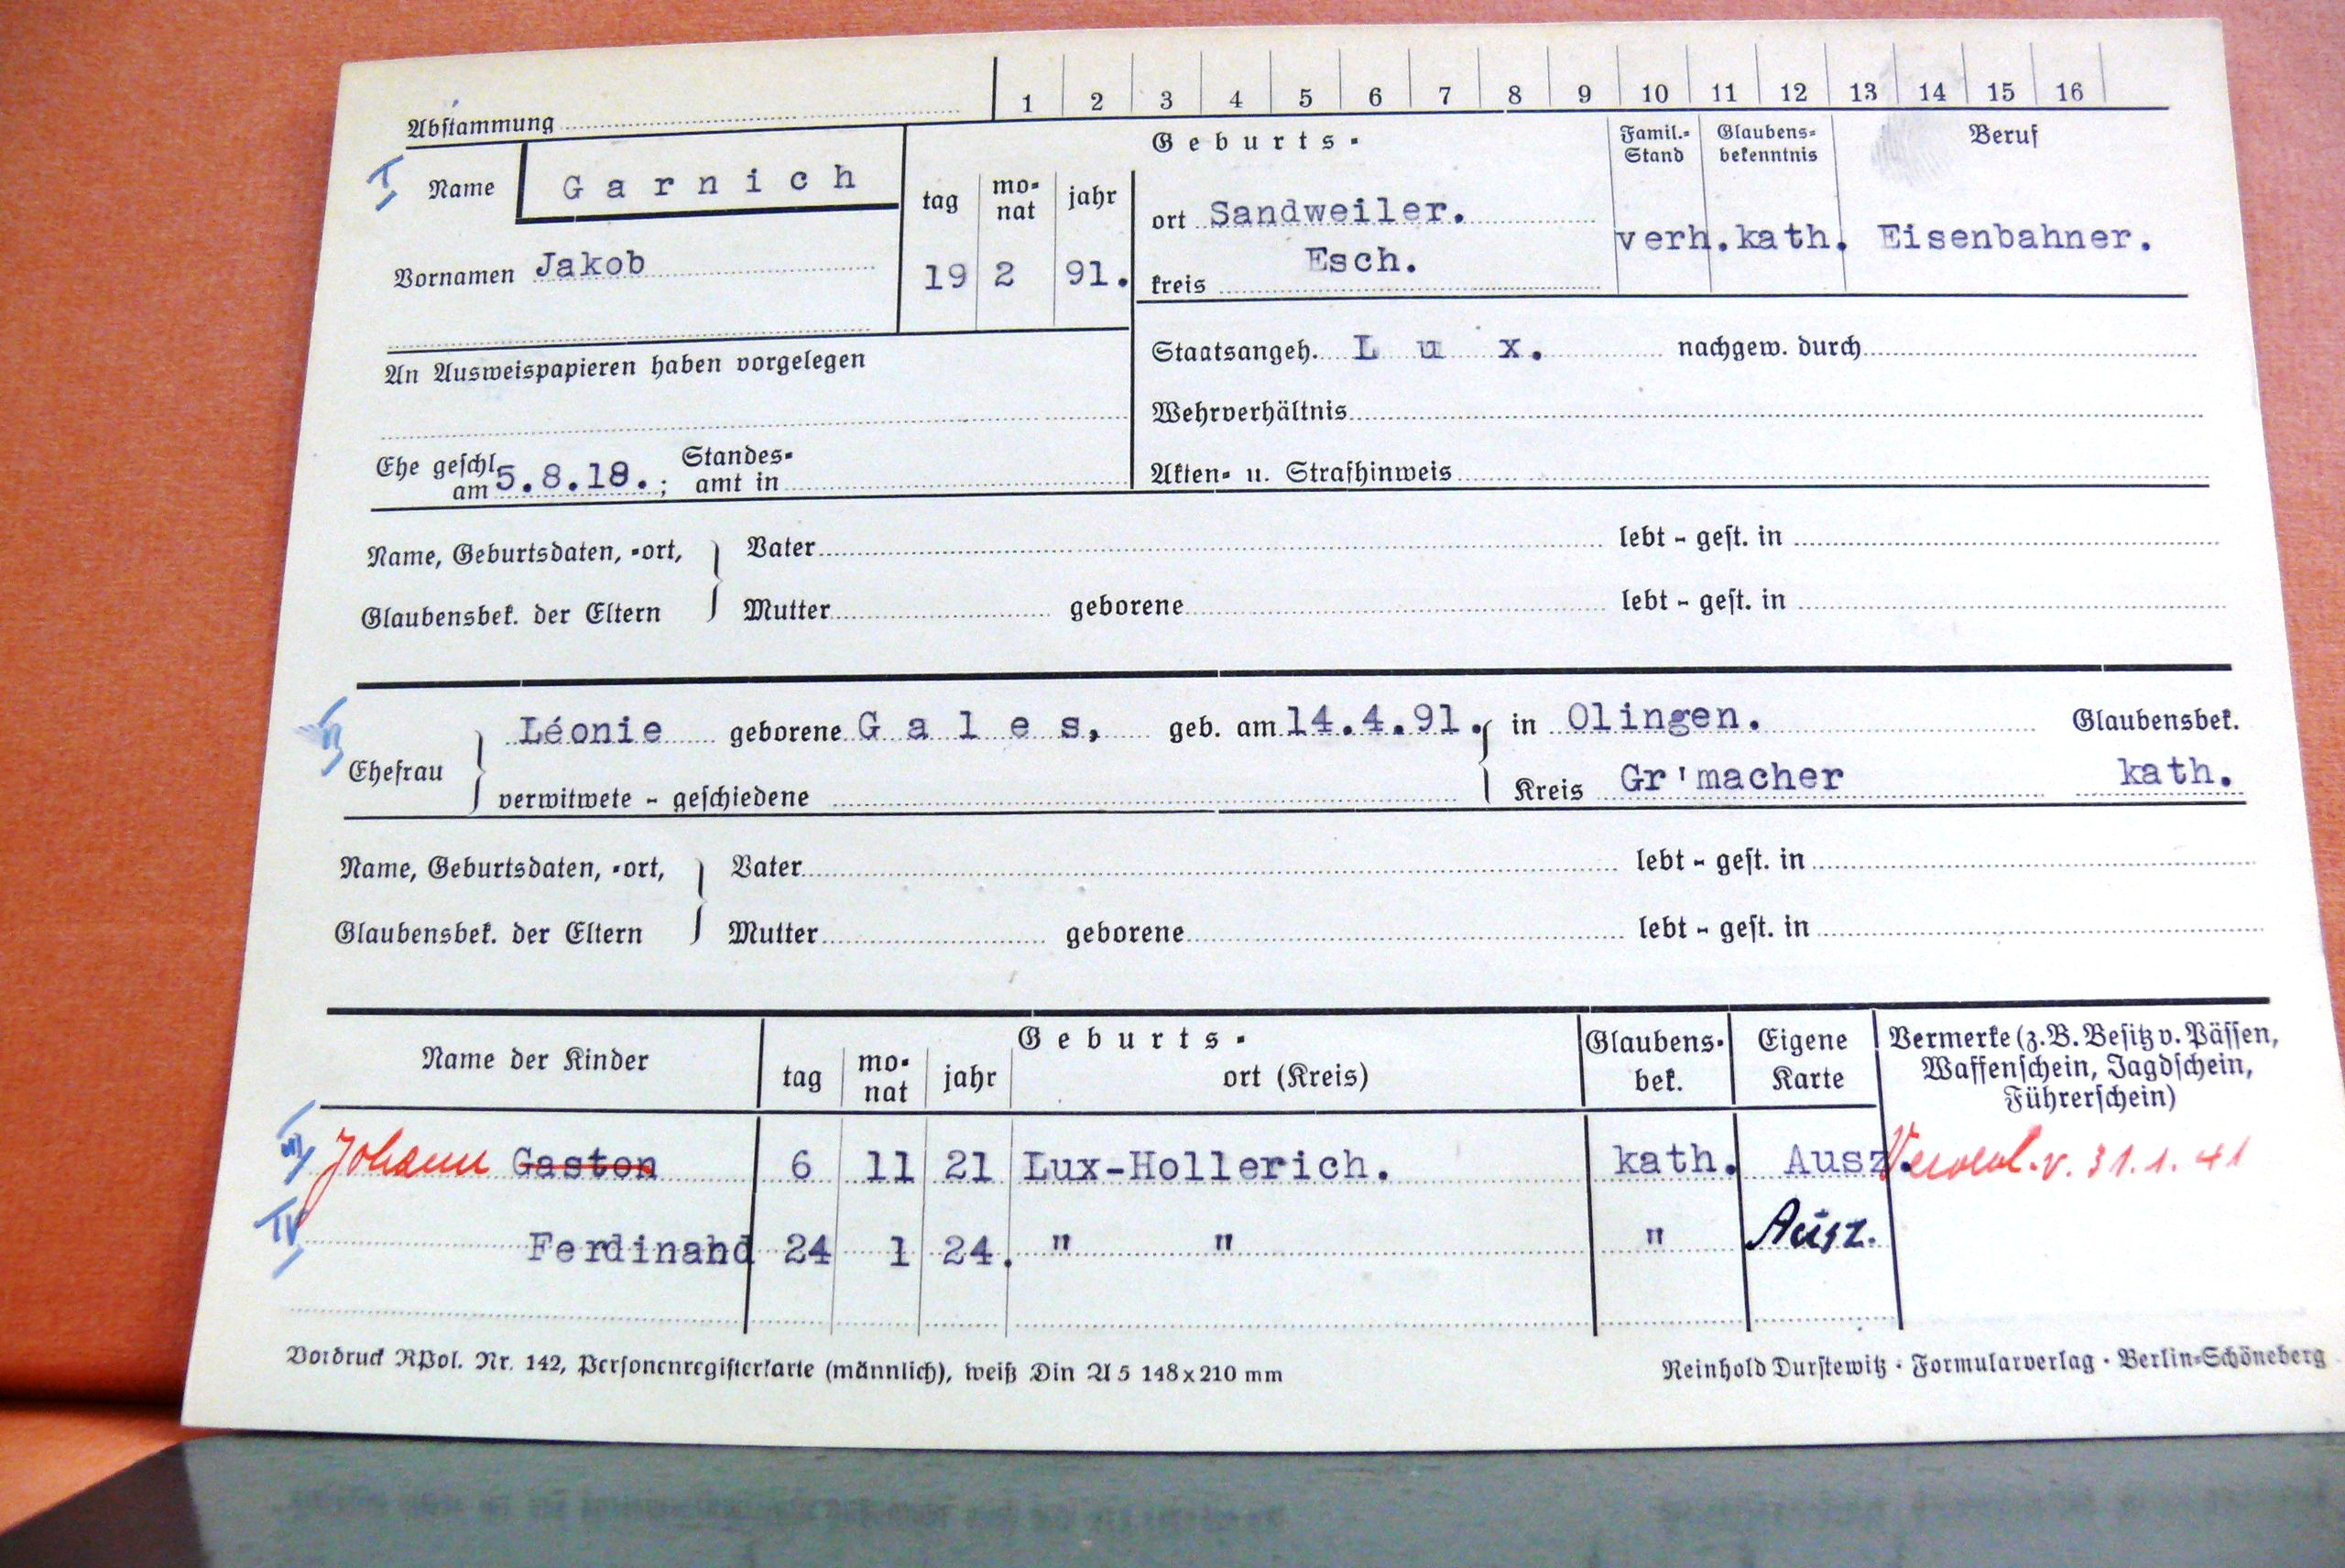 1 2 3 4 5 6 7 8 9 10 11 12 13 14 15 16
Abstammung
Geburts-
Famil.- Stand
Glaubens- bekenntnis
Beruf
I
Name Garnich
tag mo- nat jahr
ort Sandweiler.
verh. kath. Eisenbahner.
Vornamen Jakob
19 2 91.
kreis Esch.
An Ausweispapieren haben vorgelegen
Staatsangeh. Lux. nachgew. durch
Wehrverhältnis
Ehe geschl. am 5.8.18.; Standes- amt in
Akten- u. Strafhinweis
Name, Geburtsdaten, -ort, Vater lebt - gest. in
Glaubensbek. der Eltern Mutter geborene lebt - gest. in
II
Ehefrau Léonie geborene Gales, geb. am 14.4.91. in Olingen. Glaubensbek.
verwitwete - geschiedene Kreis Gr'macher kath.
Name, Geburtsdaten, -ort, Vater lebt - gest. in
Glaubensbek. der Eltern Mutter geborene lebt - gest. in
Name der Kinder
Geburts-
tag mo- nat jahr ort (Kreis)
Glaubens- bek.
Eigene Karte
Vermerke (z. B. Besitz v. Pässen,
Waffenschein, Jagdschein,
Führerschein)
III Johann Gaston 6 11 21 Lux-Hollerich. kath. Ausz. v. 31.1.41
IV Ferdinand 24 1 24. " " " Ausz.
Vordruck RPol. Nr. 142, Personenregisterkarte (männlich), weiß Din A 5 148x210 mm
Reinhold Durstewitz · Formularverlag · Berlin-Schöneberg